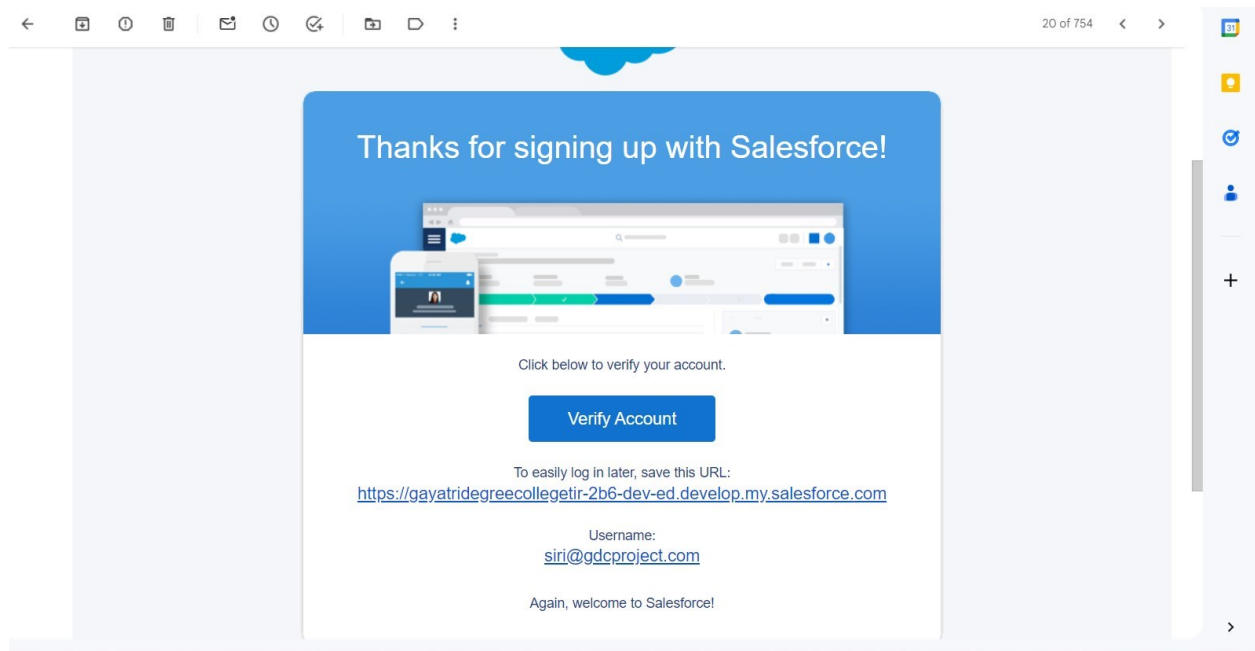 20 of 754
31
Thanks for signing up with Salesforce!
Click below to verify your account.
Verify Account
To easily log in later, save this URL:
https://gayatridegreecollegetir-2b6-dev-ed.develop.my.salesforce.com
Username:
siri@gdcproject.com
Again, welcome to Salesforce!